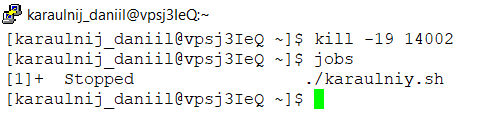 karaulnij_daniil@vpsj3IeQ:~
[karaulnij_daniil@vpsj3IeQ ~]$ kill -19 14002
[karaulnij_daniil@vpsj3IeQ ~]$ jobs
[1]+  Stopped                 ./karaulniy.sh
[karaulnij_daniil@vpsj3IeQ ~]$